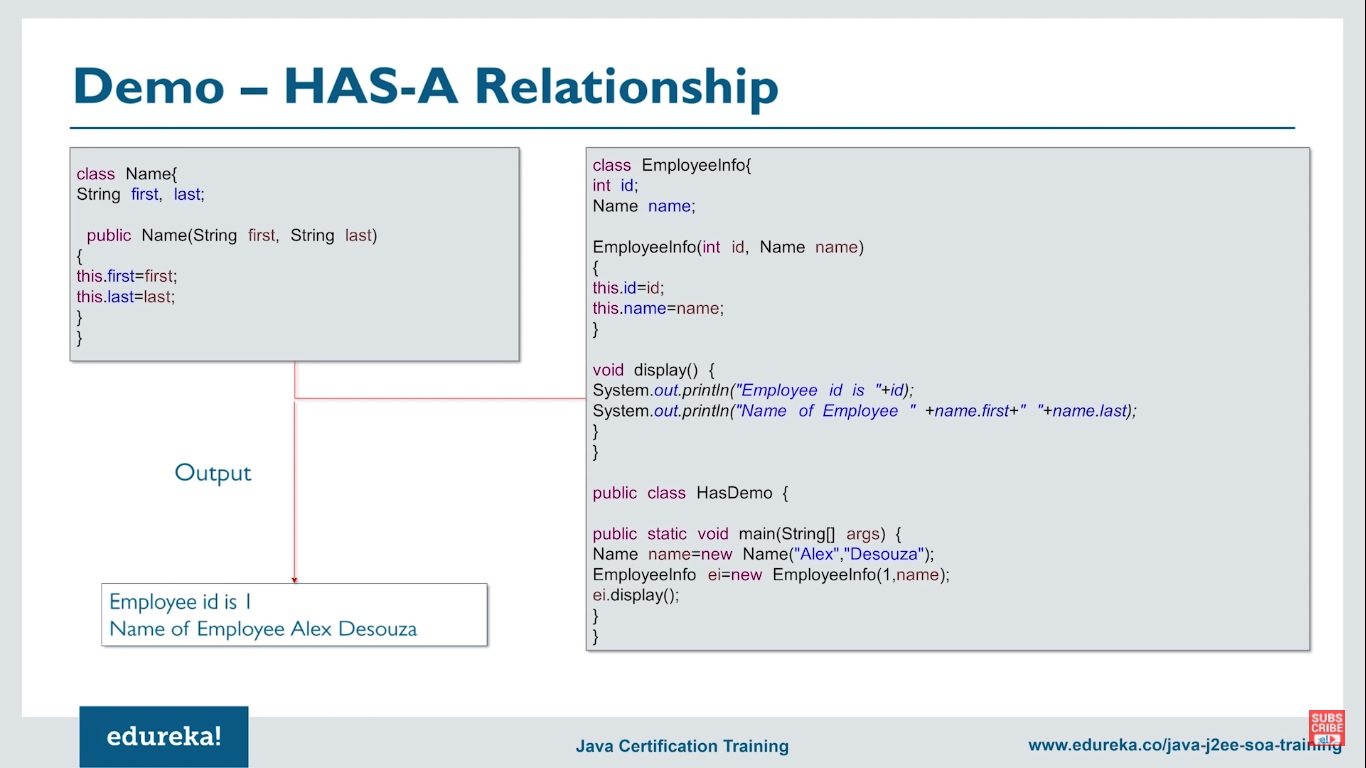 Demo – HAS-A Relationship
class Name{
String first, last;
public Name(String first, String last)
{
this.first=first;
this.last=last;
}
}
class EmployeeInfo{
int id;
Name name;
EmployeeInfo(int id, Name name)
{
this.id=id;
this.name=name;
}
void display() {
System.out.println("Employee id is "+id);
System.out.println("Name of Employee " +name.first+" "+name.last);
}
}
public class HasDemo {
public static void main(String[] args) {
Name name=new Name("Alex","Desouza");
EmployeeInfo ei=new EmployeeInfo(1,name);
ei.display();
}
}
Output
Employee id is 1
Name of Employee Alex Desouza
edureka!
Java Certification Training
www.edureka.co/java-j2ee-soa-training
SUBS
CRIBE